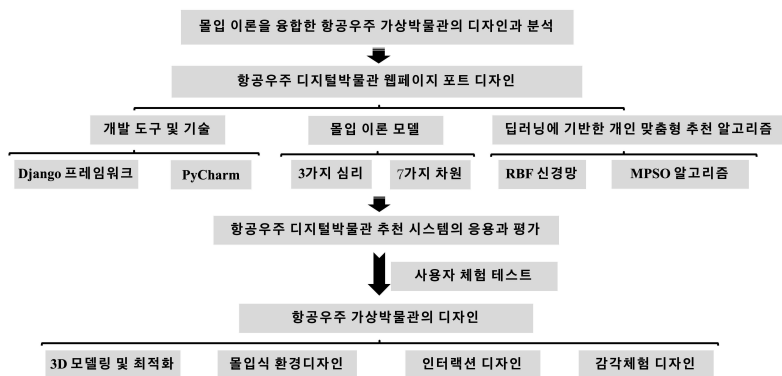 몰입 이론을 융합한 항공우주 가상박물관의 디자인과 분석
항공우주 디지털박물관 웹페이지 포트 디자인
개발 도구 및 기술
몰입 이론 모델
딥러닝에 기반한 개인 맞춤형 추천 알고리즘
Django 프레임워크
PyCharm
3가지 심리
7가지 차원
RBF 신경망
MPSO 알고리즘
항공우주 디지털박물관 추천 시스템의 응용과 평가
사용자 체험 테스트
항공우주 가상박물관의 디자인
3D 모델링 및 최적화
몰입식 환경디자인
인터랙션 디자인
감각체험 디자인